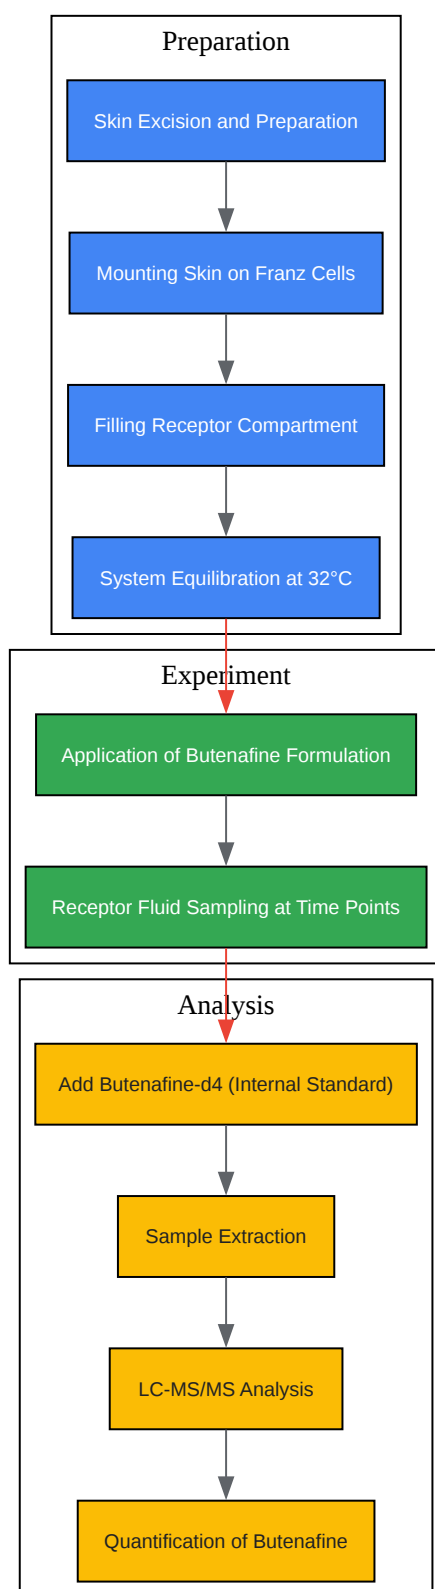 Preparation
Skin Excision and Preparation
Mounting Skin on Franz Cells
Filling Receptor Compartment
System Equilibration at 32°C
Experiment
Application of Butenafine Formulation
Receptor Fluid Sampling at Time Points
Analysis
Add Butenafine-d4 (Internal Standard)
Sample Extraction
LC-MS/MS Analysis
Quantification of Butenafine